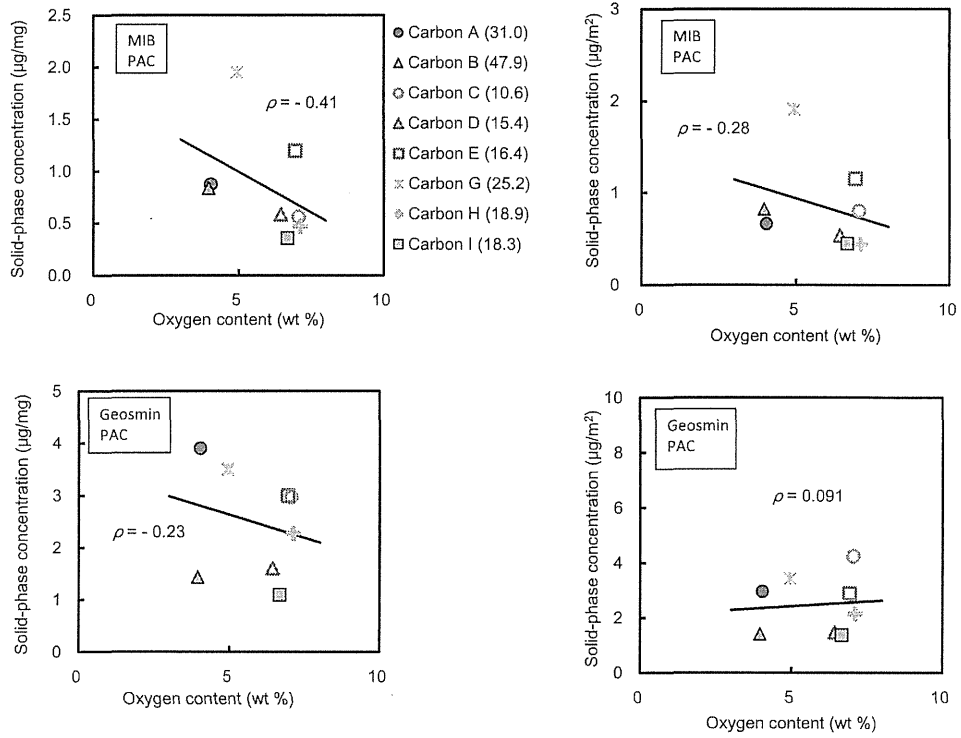 2.5
2.0
1.5
1.0
0.5
0.0
Solid-phase concentration (µg/mg)
MIB
PAC
ρ = - 0.41
0
5
10
Oxygen content (wt %)
Carbon A (31.0)
Carbon B (47.9)
Carbon C (10.6)
Carbon D (15.4)
Carbon E (16.4)
Carbon G (25.2)
Carbon H (18.9)
Carbon I (18.3)
3
2
1
0
Solid-phase concentration (µg/m²)
MIB
PAC
ρ = - 0.28
0
5
10
Oxygen content (wt %)
5
4
3
2
1
0
Solid-phase concentration (µg/mg)
Geosmin
PAC
ρ = - 0.23
0
5
10
Oxygen content (wt %)
10
8
6
4
2
0
Solid-phase concentration (µg/m²)
Geosmin
PAC
ρ = 0.091
0
5
10
Oxygen content (wt %)